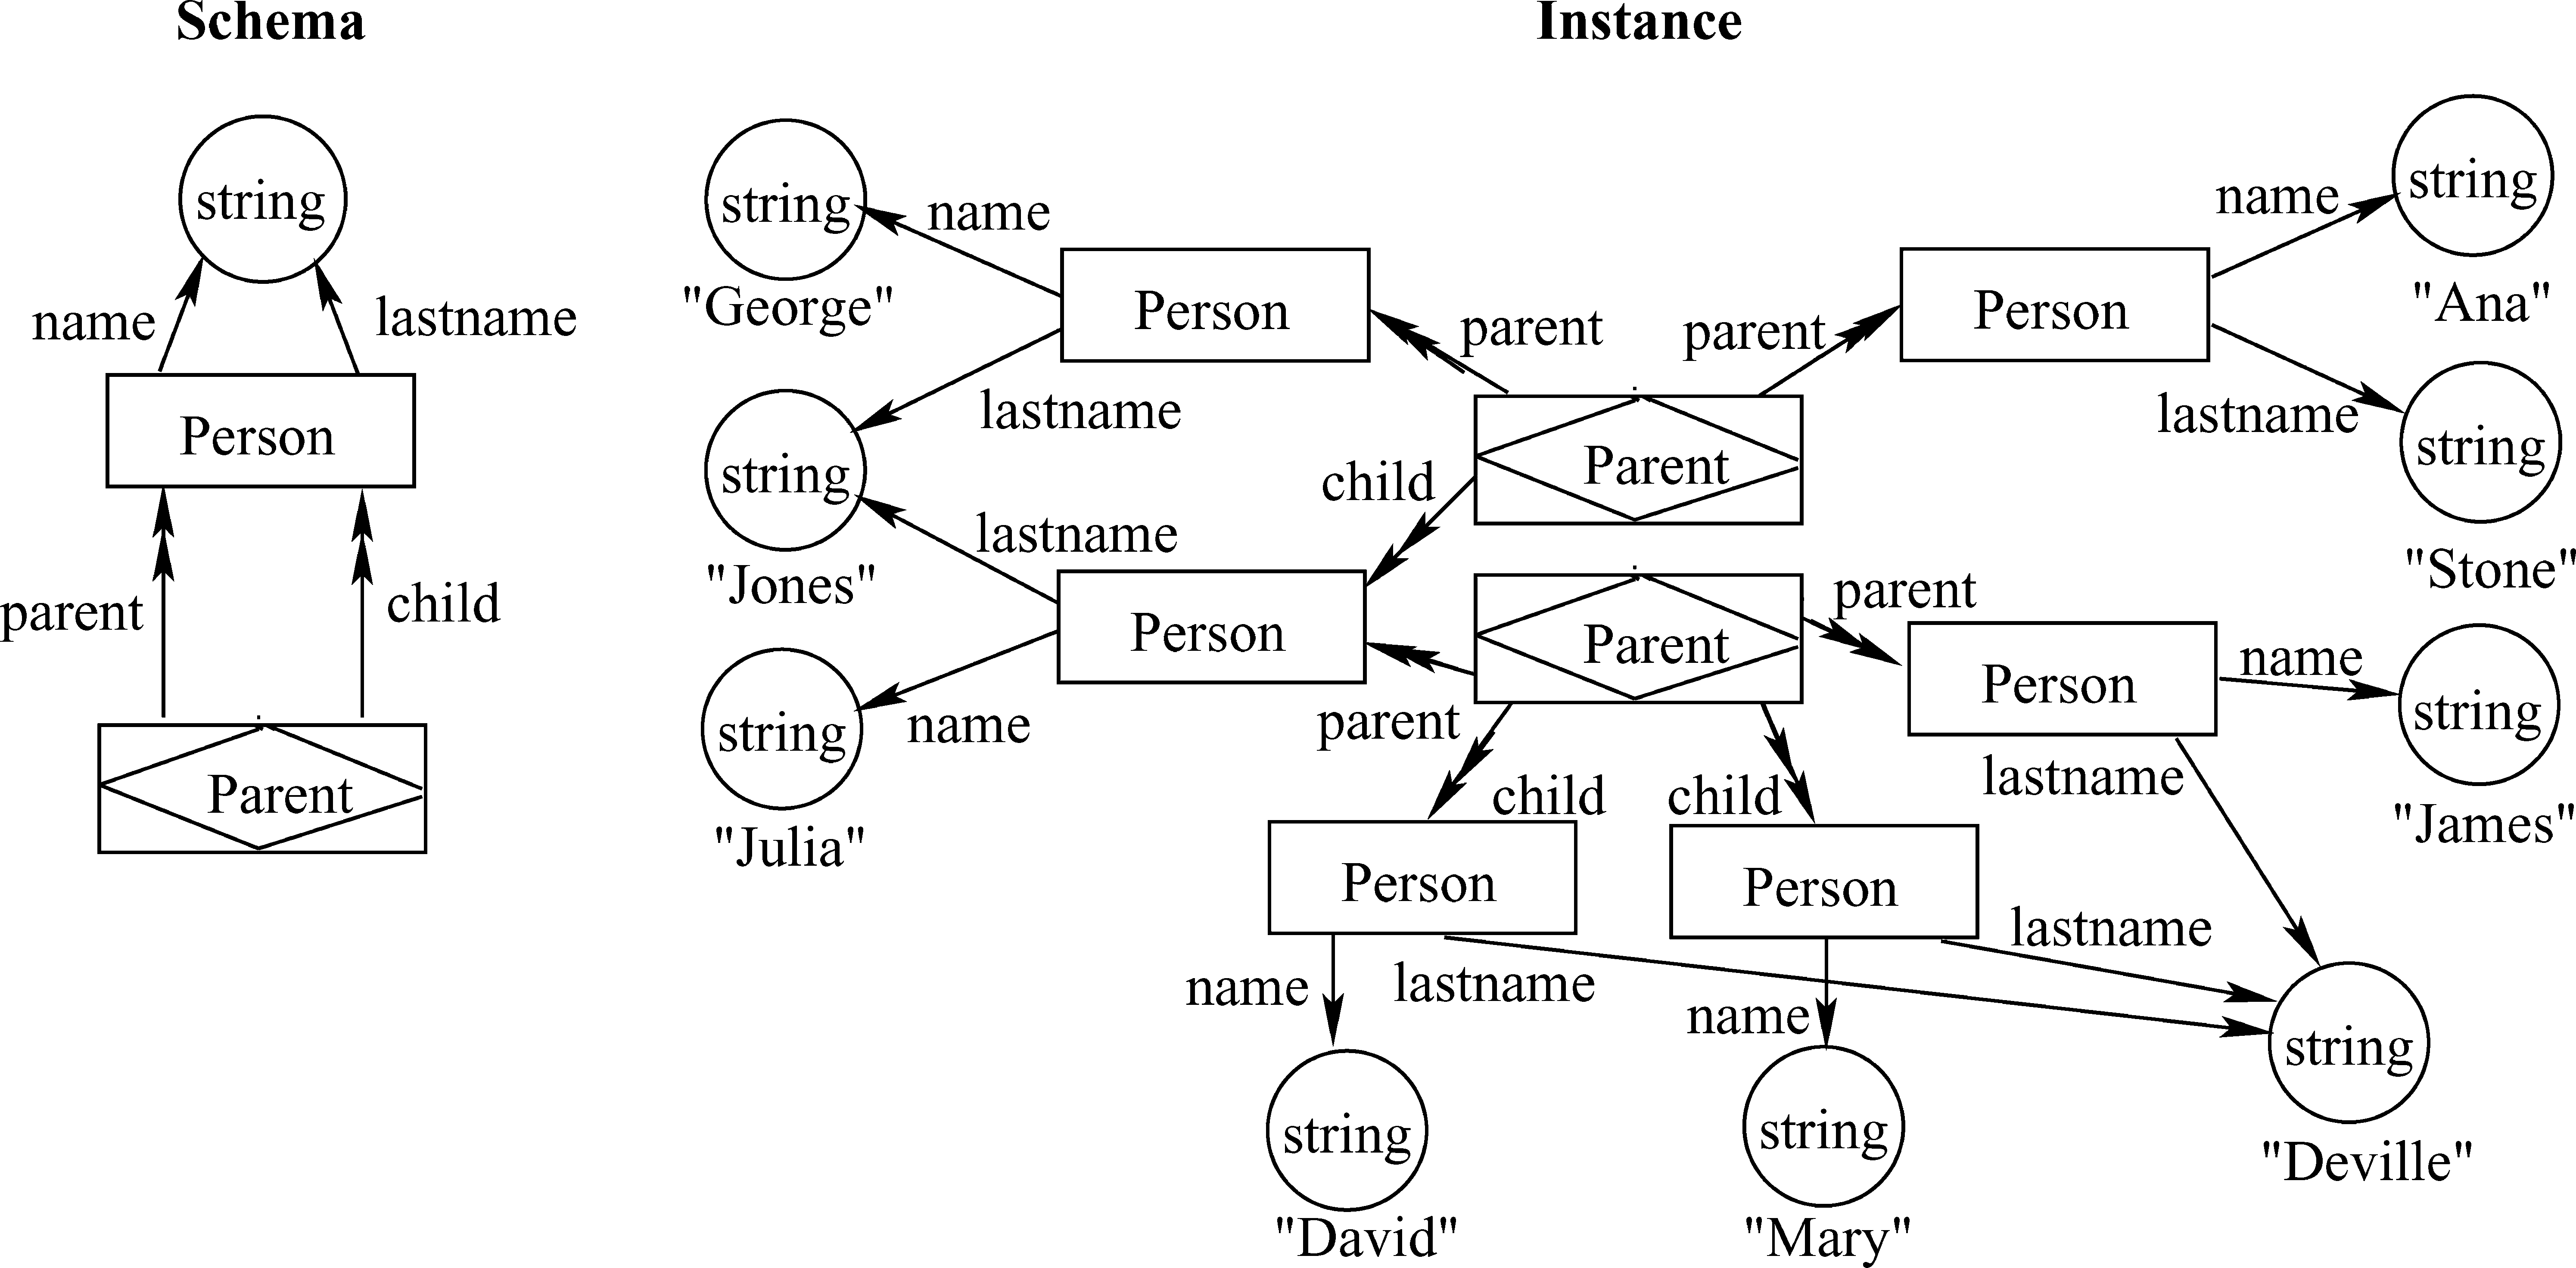 Schema
string
name
lastname
Person
parent
child
Parent
Instance
string
"George"
name
Person
lastname
string
"Jones"
parent
parent
Person
name
string
"Ana"
lastname
string
"Stone"
Parent
child
lastname
Person
name
string
"Julia"
Parent
parent
parent
Person
name
string
"James"
lastname
child
child
Person
Person
name
lastname
name
lastname
string
"David"
string
"Mary"
string
"Deville"